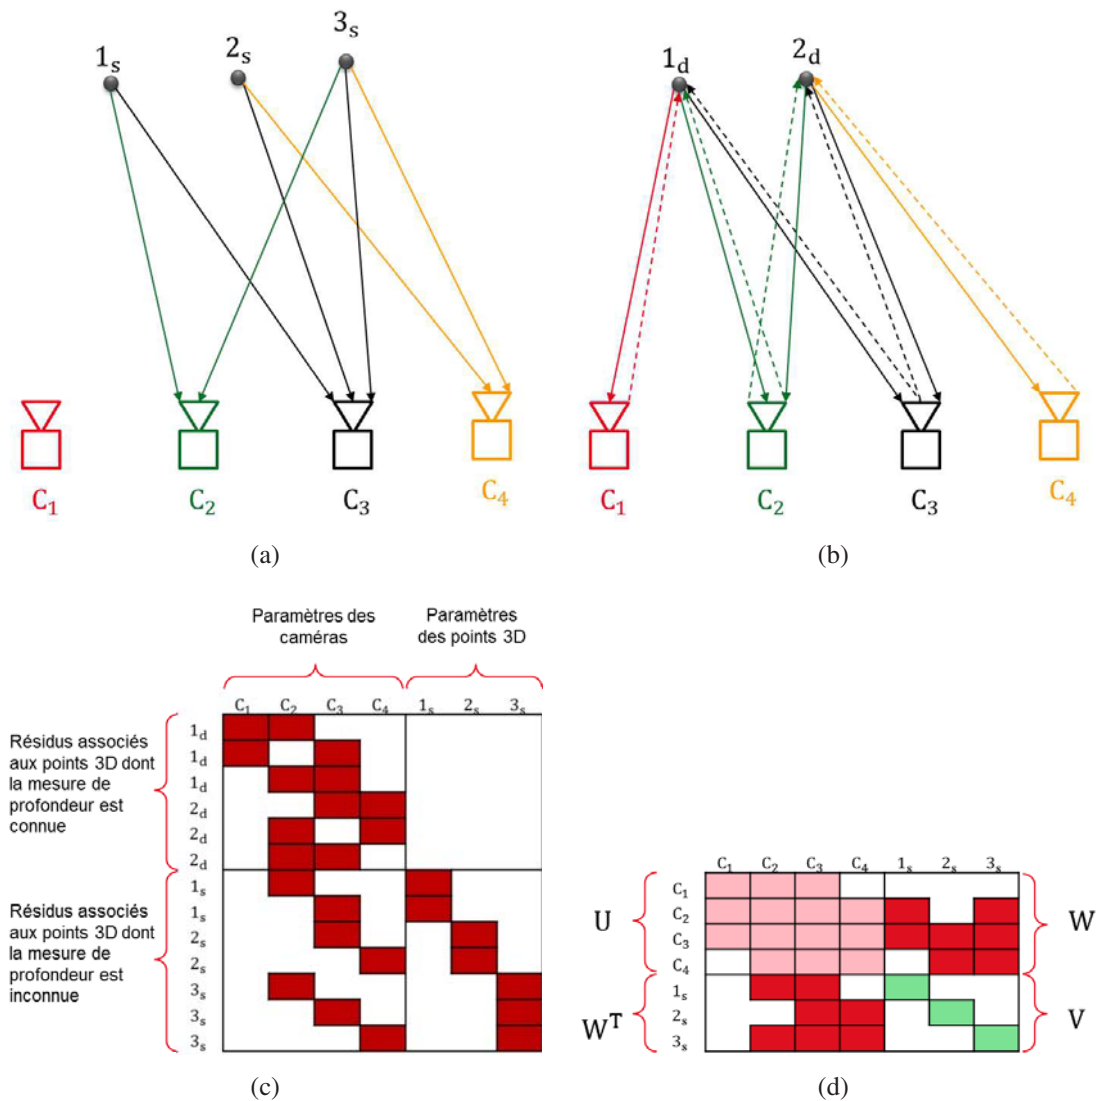 1s 2s 3s
C1 C2 C3 C4
(a)
1d 2d
C1 C2 C3 C4
(b)
Paramètres des
caméras
Paramètres
des points 3D
C1 C2 C3 C4 1s 2s 3s
Résidus associés
aux points 3D dont
la mesure de
profondeur est
connue
1d
1d
1d
2d
2d
2d
Résidus associés
aux points 3D dont
la mesure de
profondeur est
inconnue
1s
1s
2s
2s
3s
3s
3s
(c)
C1 C2 C3 C4 1s 2s 3s
U
C1
C2
C3
C4
W
W^T
1s
2s
3s
V
(d)